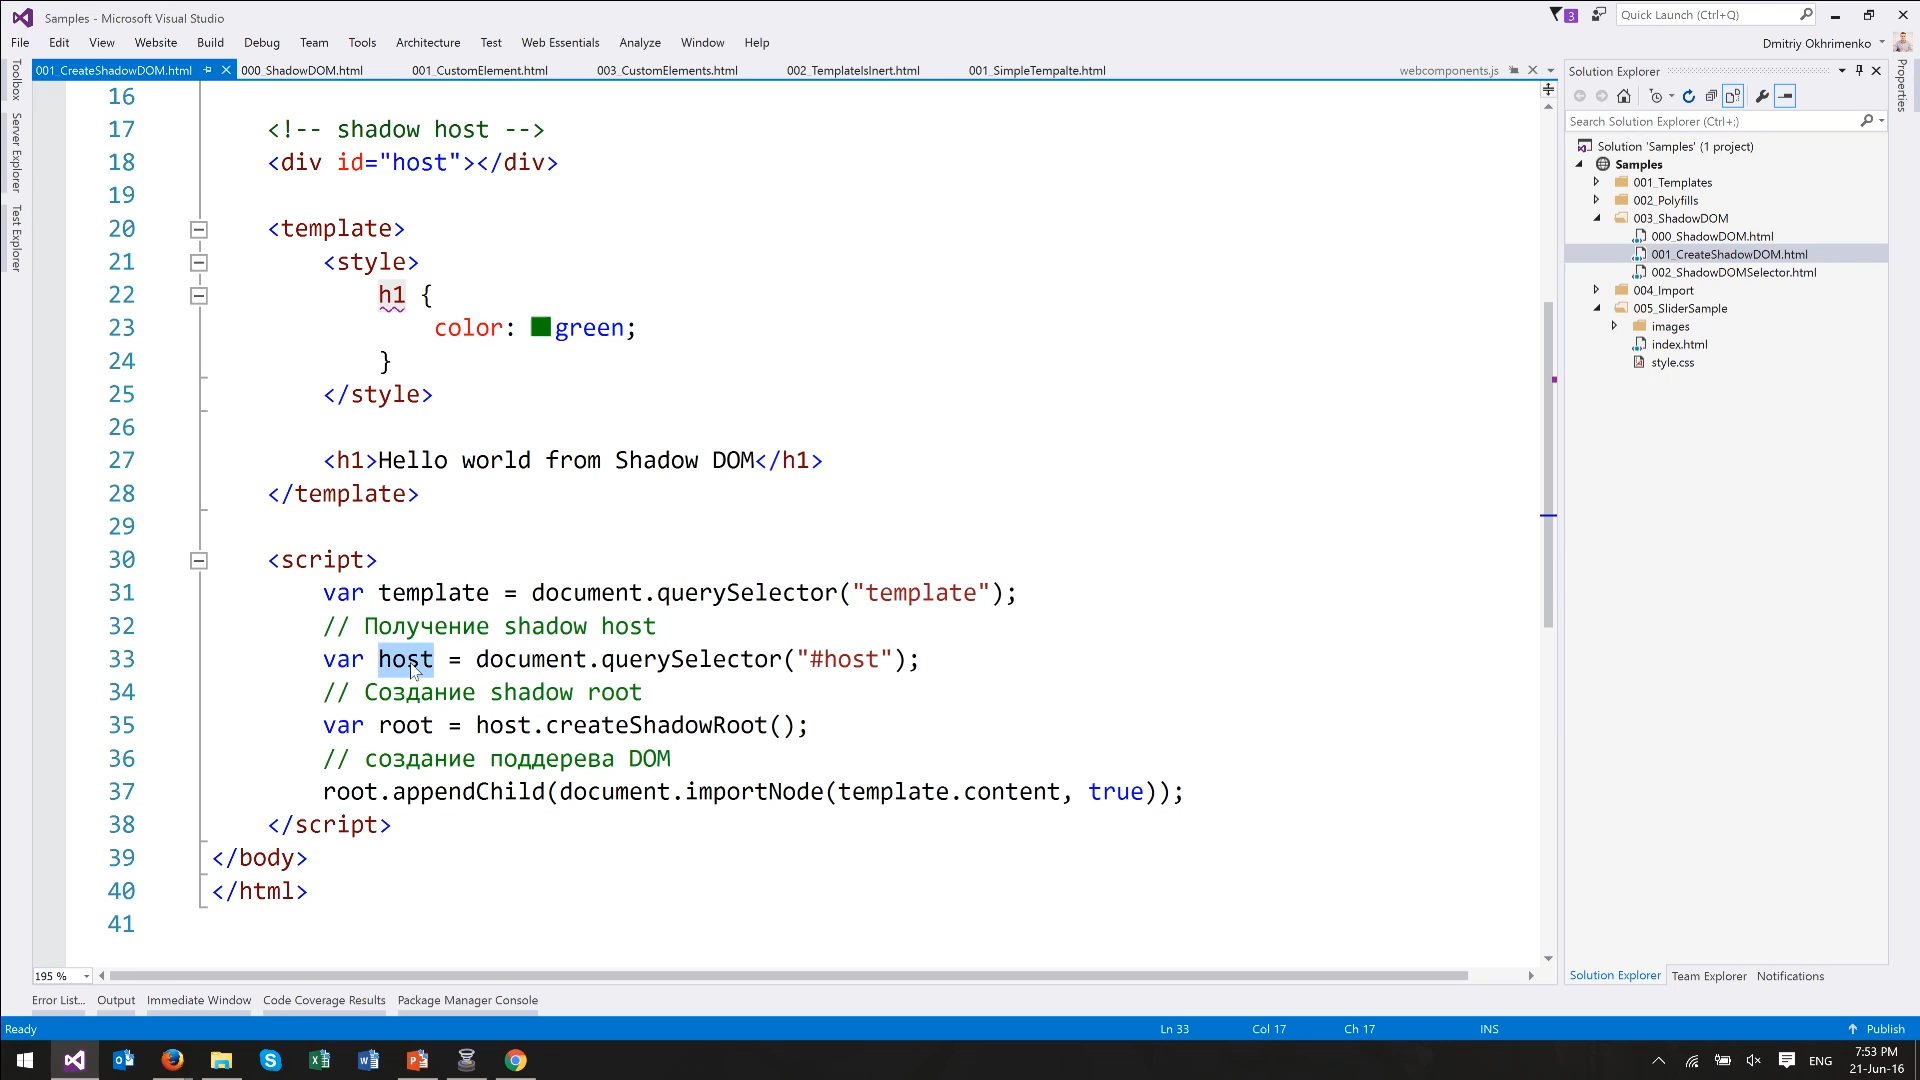 Samples - Microsoft Visual Studio
3
Quick Launch (Ctrl+Q)
File Edit View Website Build Debug Team Tools Architecture Test Web Essentials Analyze Window Help
Dmitriy Okhrimenko
001_CreateShadowDOM.html 000_ShadowDOM.html 001_CustomElement.html 003_CustomElements.html 002_TemplateIsInert.html 001_SimpleTempalte.html webcomponents.js
Toolbox
Server Explorer
Test Explorer
16
17 <!-- shadow host -->
18 <div id="host"></div>
19
20 <template>
21 <style>
22 h1 {
23 color: green;
24 }
25 </style>
26
27 <h1>Hello world from Shadow DOM</h1>
28 </template>
29
30 <script>
31 var template = document.querySelector("template");
32 // Получение shadow host
33 var host = document.querySelector("#host");
34 // Создание shadow root
35 var root = host.createShadowRoot();
36 // создание поддерева DOM
37 root.appendChild(document.importNode(template.content, true));
38 </script>
39 </body>
40 </html>
41
195 %
Solution Explorer
Search Solution Explorer (Ctrl+;)
Solution 'Samples' (1 project)
Samples
001_Templates
002_Polyfills
003_ShadowDOM
000_ShadowDOM.html
001_CreateShadowDOM.html
002_ShadowDOMSelector.html
004_Import
005_SliderSample
images
index.html
style.css
Properties
Solution Explorer Team Explorer Notifications
Error List... Output Immediate Window Code Coverage Results Package Manager Console
Ready Ln 33 Col 17 Ch 17 INS Publish
ENG
7:53 PM
21-Jun-16